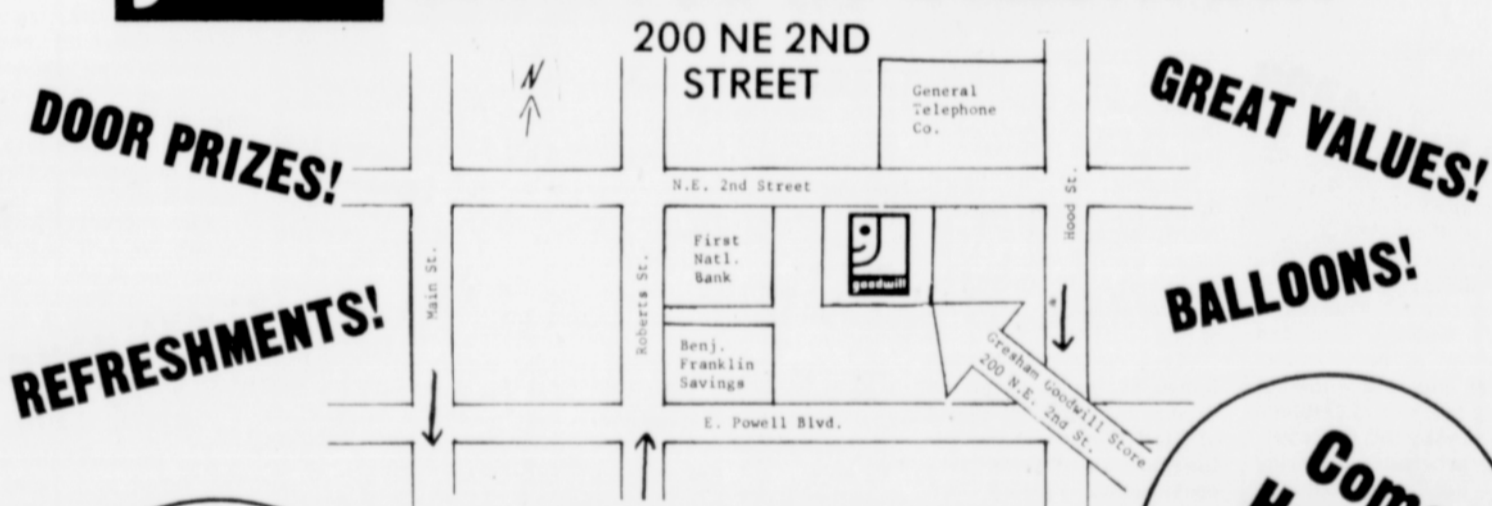 200 NE 2ND
STREET
N
General
Telephone
Co.
DOOR PRIZES!
GREAT VALUES!
N.E. 2nd Street
Hood St.
First
Natl.
Bank
goodwill
Main St.
Roberts St.
BALLOONS!
REFRESHMENTS!
Benj.
Franklin
Savings
Gresham Goodwill Store
200 N.E. 2nd St.
E. Powell Blvd.